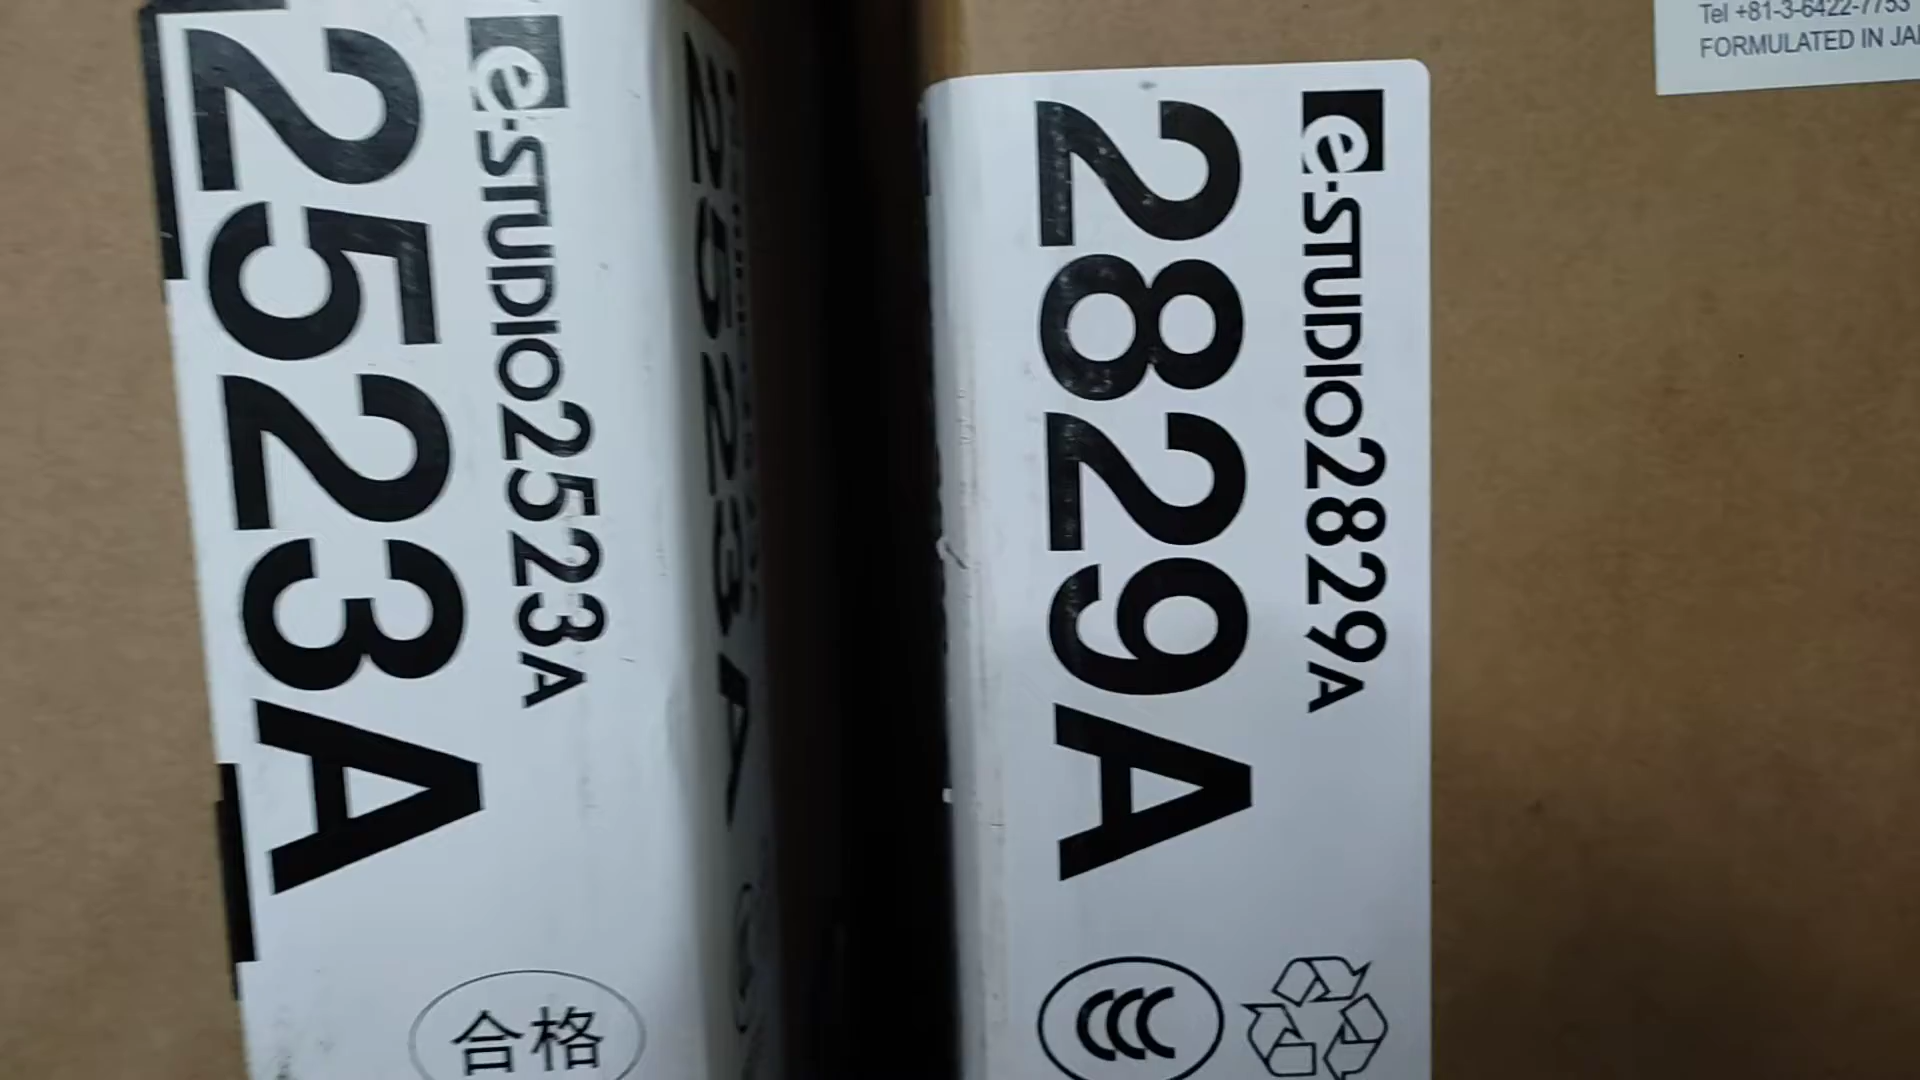 e-STUDIO2523A
2523A
合格
2523A
e-STUDIO2829A
2829A
CCC
Tel +81-3-6422-7753
FORMULATED IN JA